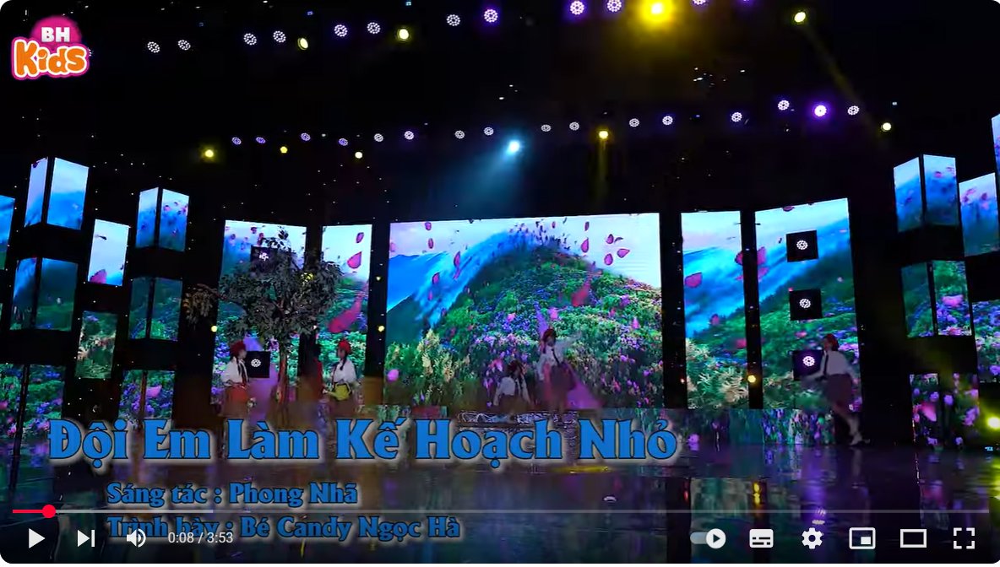 BH
Kids
Đội Em Làm Kế Hoạch Nhỏ
Sáng tác : Phong Nhã
Trình bày : Bé Candy Ngọc Hà
0:08 / 3:53